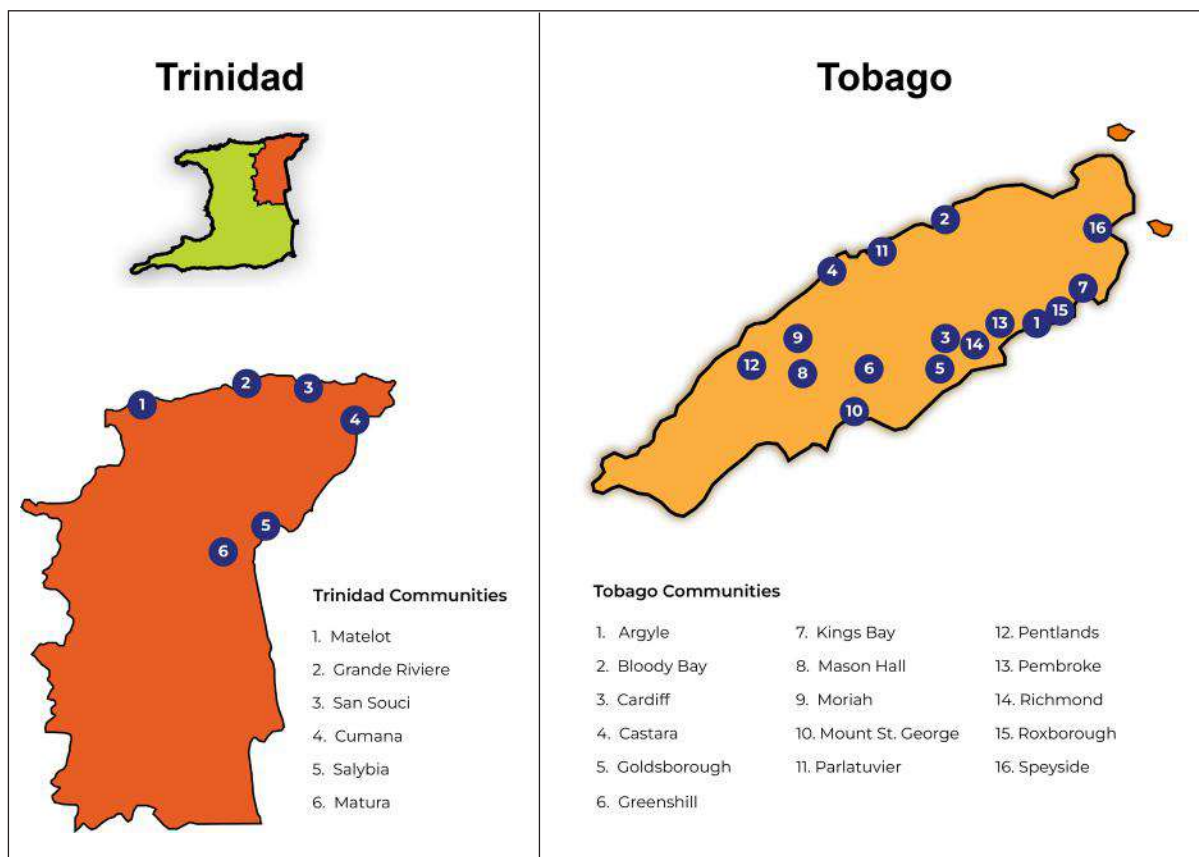 Trinidad
1
2
3
4
5
6
Trinidad Communities
1. Matelot
2. Grande Riviere
3. San Souci
4. Cumana
5. Salybia
6. Matura
Tobago
2
16
11
4
7
15
1
13
9
3
14
12
8
6
5
10
Tobago Communities
1. Argyle
2. Bloody Bay
3. Cardiff
4. Castara
5. Goldsborough
6. Greenshill
7. Kings Bay
8. Mason Hall
9. Moriah
10. Mount St. George
11. Parlatuvier
12. Pentlands
13. Pembroke
14. Richmond
15. Roxborough
16. Speyside